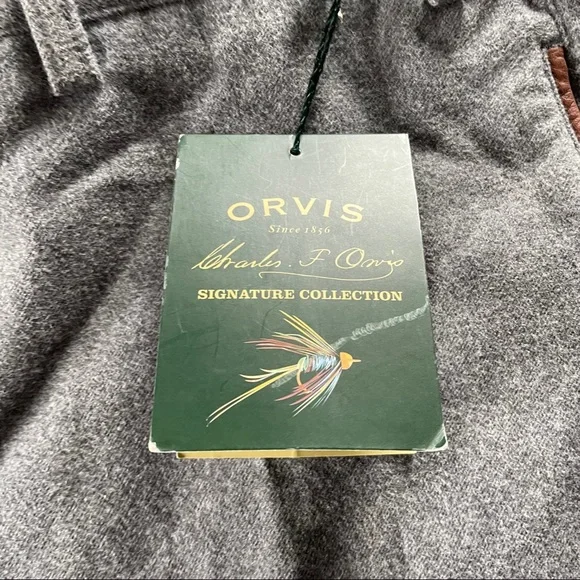 ORVIS
Since 1856
Charles. F Orvis
SIGNATURE COLLECTION